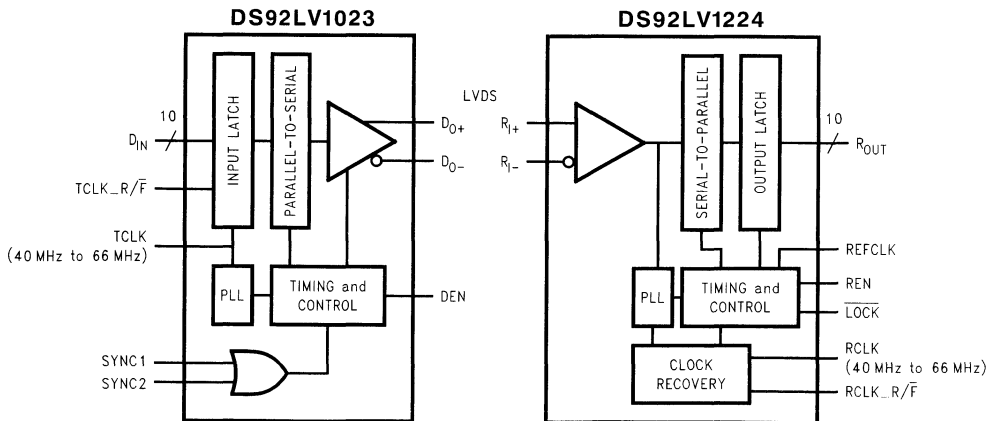 DS92LV1023
DS92LV1224
10
D_IN
TCLK_R/F̅
TCLK
(40 MHz to 66 MHz)
INPUT LATCH
PARALLEL-TO-SERIAL
D_O+
D_O-
PLL
TIMING and
CONTROL
DEN
SYNC1
SYNC2
LVDS
R_I+
R_I-
SERIAL-TO-PARALLEL
OUTPUT LATCH
10
R_OUT
REFCLK
PLL
TIMING and
CONTROL
REN
L̅O̅C̅K̅
CLOCK
RECOVERY
RCLK
(40 MHz to 66 MHz)
RCLK_R/F̅